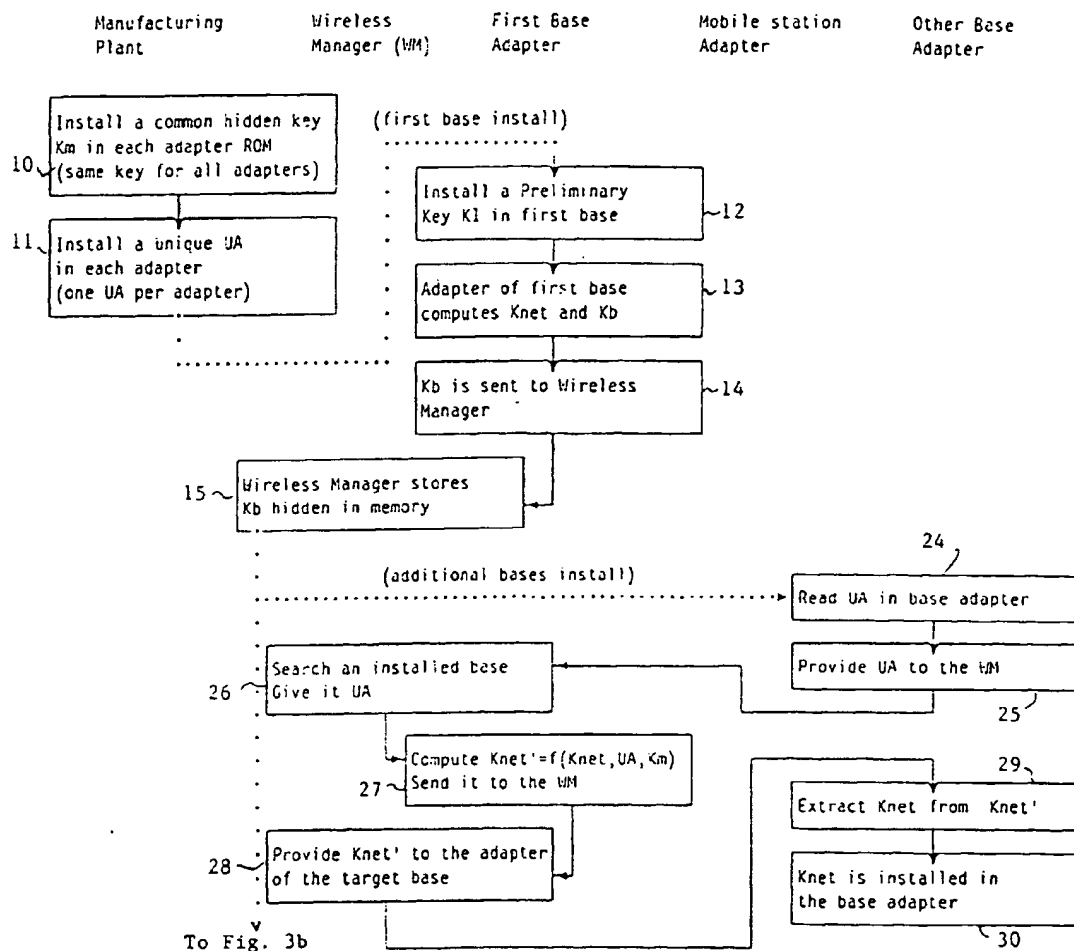 Manufacturing Plant
Wireless Manager (WM)
First Base Adapter
Mobile station Adapter
Other Base Adapter
10
Install a common hidden key
Km in each adapter ROM
(same key for all adapters)
11
Install a unique UA
in each adapter
(one UA per adapter)
(first base install)
Install a Preliminary
Key K1 in first base
12
Adapter of first base
computes Knet and Kb
13
Kb is sent to Wireless
Manager
14
15
Wireless Manager stores
Kb hidden in memory
(additional bases install)
24
Read UA in base adapter
Provide UA to the WM
25
26
Search an installed base
Give it UA
27
Compute Knet'=f(Knet,UA,Km)
Send it to the WM
28
Provide Knet' to the adapter
of the target base
29
Extract Knet from Knet'
Knet is installed in
the base adapter
30
To Fig. 3b